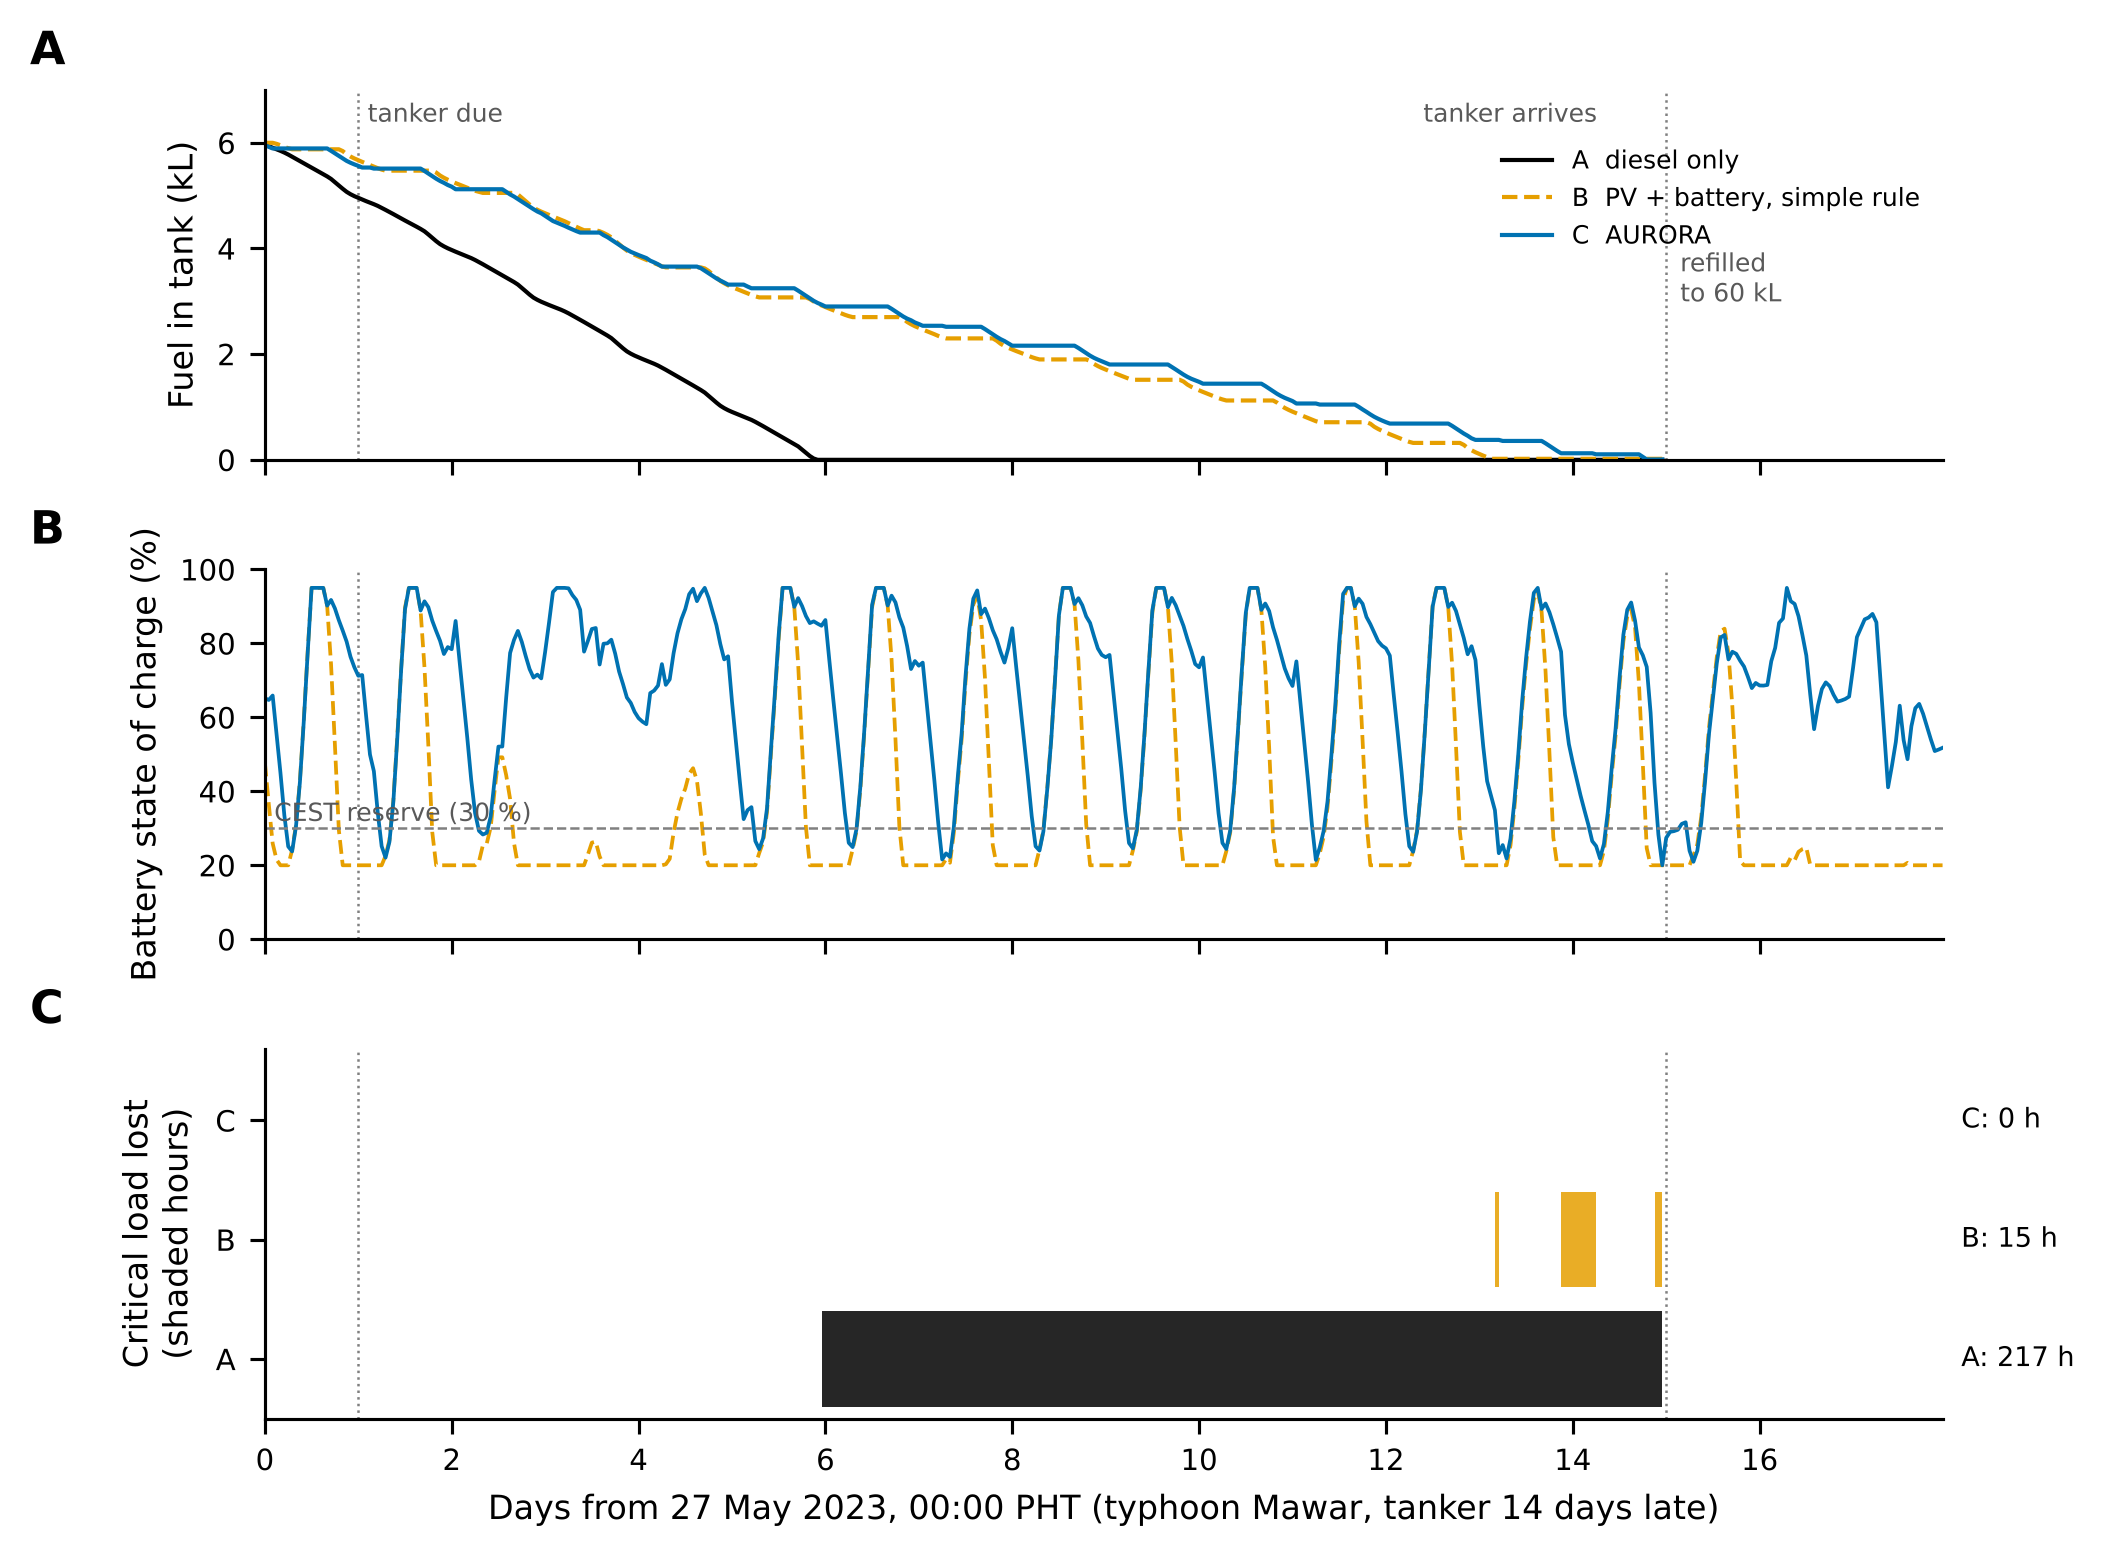 A
tanker due
tanker arrives
A diesel only
B PV + battery, simple rule
C AURORA
refilled
to 60 kL
Fuel in tank (kL)
6
4
2
0
B
Battery state of charge (%)
100
80
60
40
20
0
CEST reserve (30 %)
C
Critical load lost
(shaded hours)
C
B
A
C: 0 h
B: 15 h
A: 217 h
0 2 4 6 8 10 12 14 16
Days from 27 May 2023, 00:00 PHT (typhoon Mawar, tanker 14 days late)